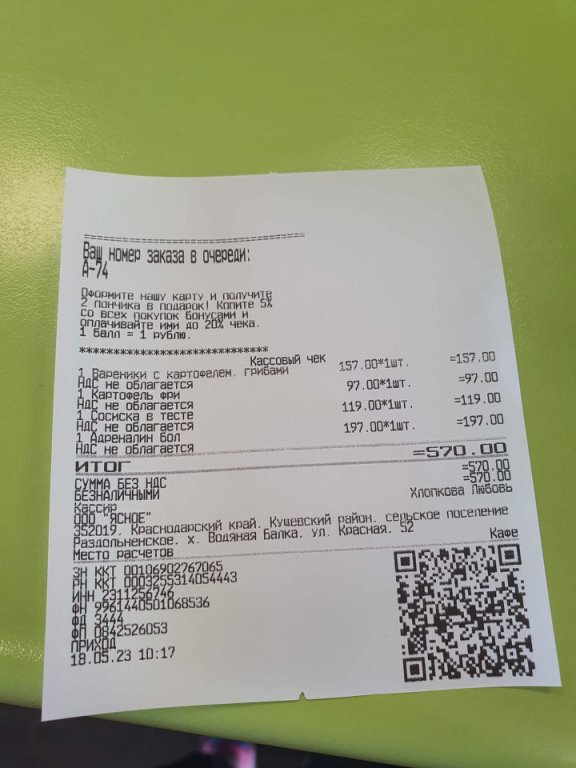 ==================================
Ваш номер заказа в очереди:
А-74
Оформите нашу карту и получите
2 пончика в подарок! Копите 5%
со всех покупок бонусами и
оплачивайте ими до 20% чека.
1 балл = 1 рублю.
*****************************
Кассовый чек
1 Вареники с картофелем, грибами 157.00*1шт. =157.00
НДС не облагается
1 Картофель фри 97.00*1шт. =97.00
НДС не облагается
1 Сосиска в тесте 119.00*1шт. =119.00
НДС не облагается
1 Адреналин бол 197.00*1шт. =197.00
НДС не облагается
ИТОГ =570.00
СУММА БЕЗ НДС =570.00
БЕЗНАЛИЧНЫМИ =570.00
Кассир Хлопкова Любовь
ООО "ЯСНОЕ"
352019, Краснодарский край, Кущевский район, сельское поселение
Раздольненское, х. Водяная Балка, ул. Красная, 52
Место расчетов Кафе
ЗН ККТ 00106902767065
РН ККТ 0003255314054443
ИНН 2311256746
ФН 9961440501068536
ФД 3444
ФП 0842526053
ПРИХОД
18.05.23 10:17